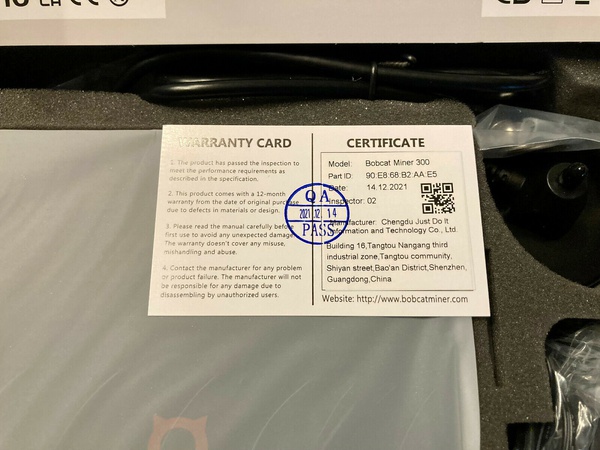 WARRANTY CARD
1. The product has passed the inspection to
meet the performance requirements as
described in the specification.
2. This product comes with a 12-month
warranty from the date of original purchase
due to defects in materials or design.
3. Please read the manual carefully before
first use to avoid any unexpected damage.
The warranty doesn't cover any misuse,
mishandling and abuse.
4. Contact the manufacturer for any problem
or product failure. The manufacturer will not
be responsible for any damage due to
disassembling by unauthorized users.
QA
2021.12.14
PASS
CERTIFICATE
Model: Bobcat Miner 300
Part ID: 90:E8:68:B2:AA:E5
Date: 14.12.2021
Inspector: 02
Manufacturer: Chengdu Just Do It
Information and Technology Co., Ltd.
Building 16,Tangtou Nangang third
industrial zone,Tangtou community,
Shiyan street,Bao'an District,Shenzhen,
Guangdong,China
Website: http://www.bobcatminer.com